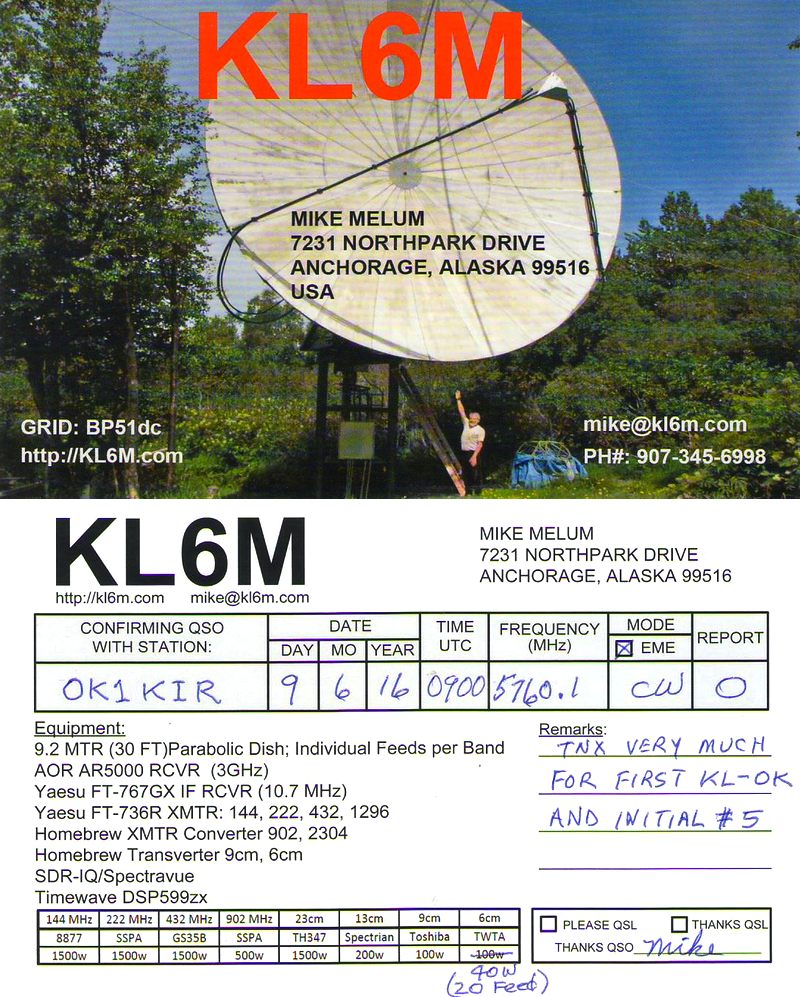 KL6M
MIKE MELUM
7231 NORTHPARK DRIVE
ANCHORAGE, ALASKA 99516
USA
GRID: BP51dc
http://KL6M.com
mike@kl6m.com
PH#: 907-345-6998
KL6M
http://kl6m.com mike@kl6m.com
MIKE MELUM
7231 NORTHPARK DRIVE
ANCHORAGE, ALASKA 99516
CONFIRMING QSO WITH STATION: DATE DAY MO YEAR TIME UTC FREQUENCY (MHz) MODE EME REPORT
OK1KIR 9 6 16 0900 5760.1 CW O
Equipment:
9.2 MTR (30 FT)Parabolic Dish; Individual Feeds per Band
AOR AR5000 RCVR (3GHz)
Yaesu FT-767GX IF RCVR (10.7 MHz)
Yaesu FT-736R XMTR: 144, 222, 432, 1296
Homebrew XMTR Converter 902, 2304
Homebrew Transverter 9cm, 6cm
SDR-IQ/Spectravue
Timewave DSP599zx
Remarks:
TNX VERY MUCH
FOR FIRST KL-OK
AND INITIAL #5
144 MHz 222 MHz 432 MHz 902 MHz 23cm 13cm 9cm 6cm
8877 SSPA GS35B SSPA TH347 Spectrian Toshiba TWTA
1500w 1500w 1500w 500w 1500w 200w 100w 100w
40W
(20 Feed)
PLEASE QSL THANKS QSL
THANKS QSO Mike